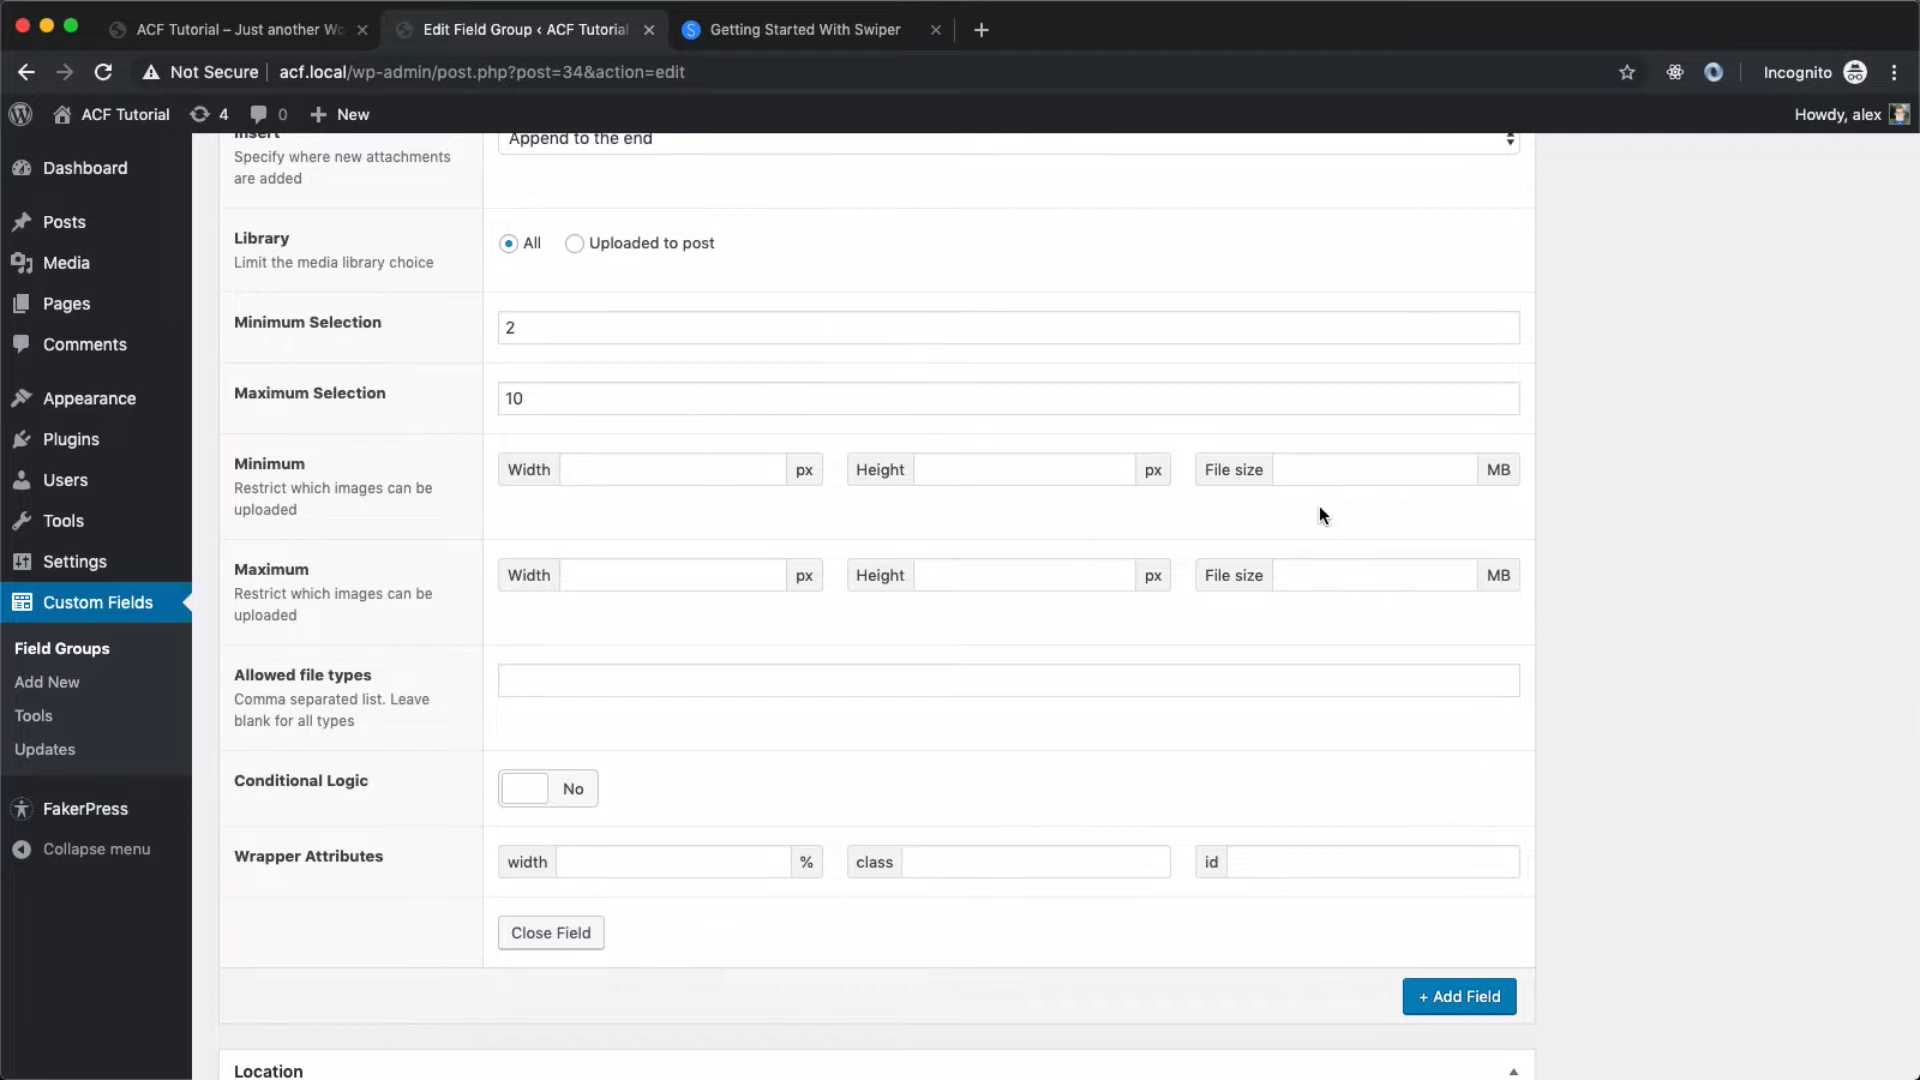 ACF Tutorial – Just another Wo
Edit Field Group ‹ ACF Tutorial
Getting Started With Swiper
Not Secure
acf.local/wp-admin/post.php?post=34&action=edit
Incognito
ACF Tutorial
4
0
New
Howdy, alex
Dashboard
Posts
Media
Pages
Comments
Appearance
Plugins
Users
Tools
Settings
Custom Fields
Field Groups
Add New
Tools
Updates
FakerPress
Collapse menu
Insert
Specify where new attachments
are added
Append to the end
Library
Limit the media library choice
All
Uploaded to post
Minimum Selection
2
Maximum Selection
10
Minimum
Restrict which images can be
uploaded
Width px Height px File size MB
Maximum
Restrict which images can be
uploaded
Width px Height px File size MB
Allowed file types
Comma separated list. Leave
blank for all types
Conditional Logic
No
Wrapper Attributes
width % class id
Close Field
+ Add Field
Location